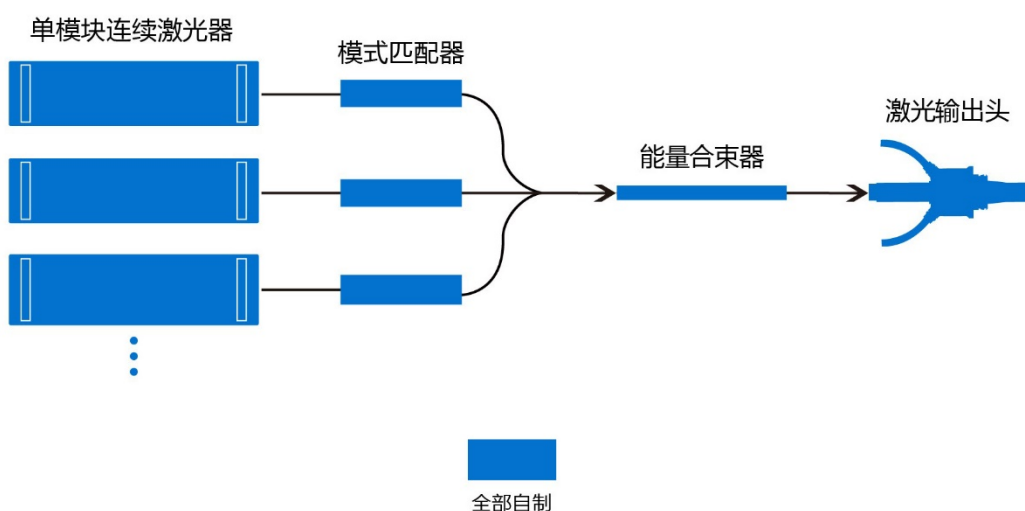 单模块连续激光器
模式匹配器
激光输出头
能量合束器
全部自制